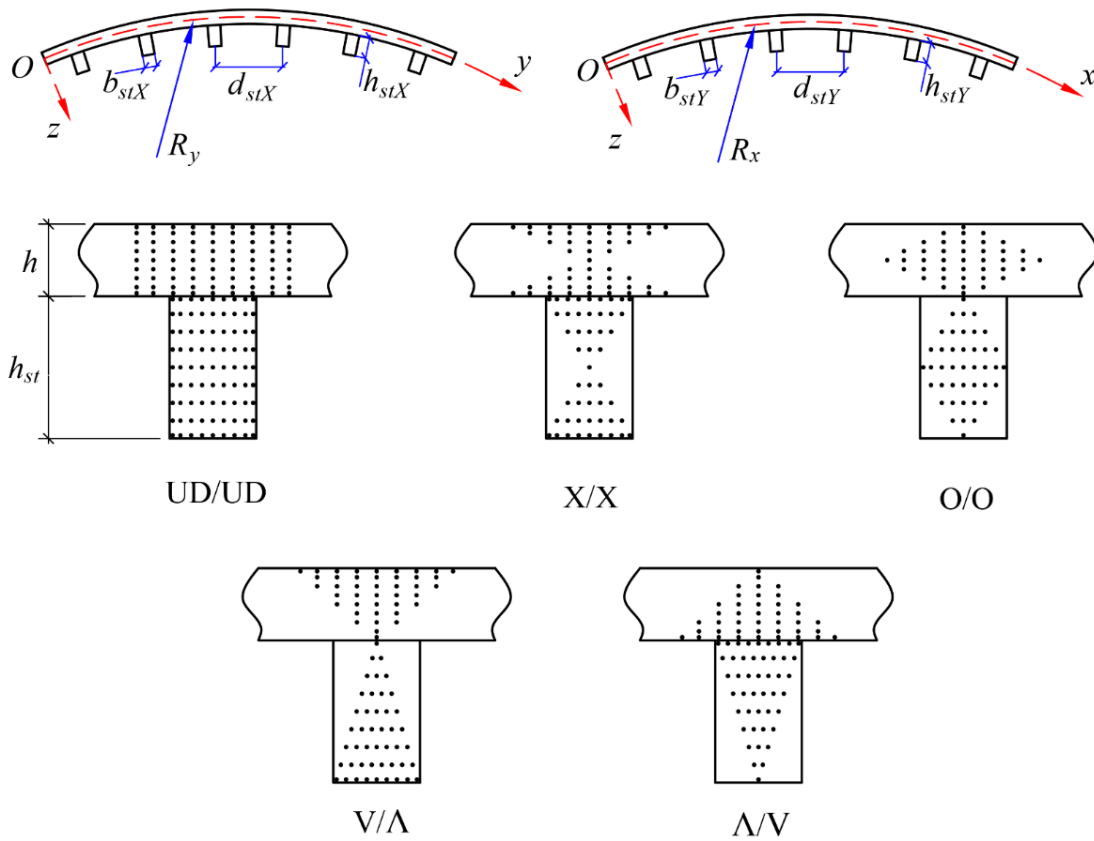 O
y
z
b_stX
d_stX
h_stX
R_y
O
x
z
b_stY
d_stY
h_stY
R_x
h
h_st
UD/UD
X/X
O/O
V/Λ
Λ/V